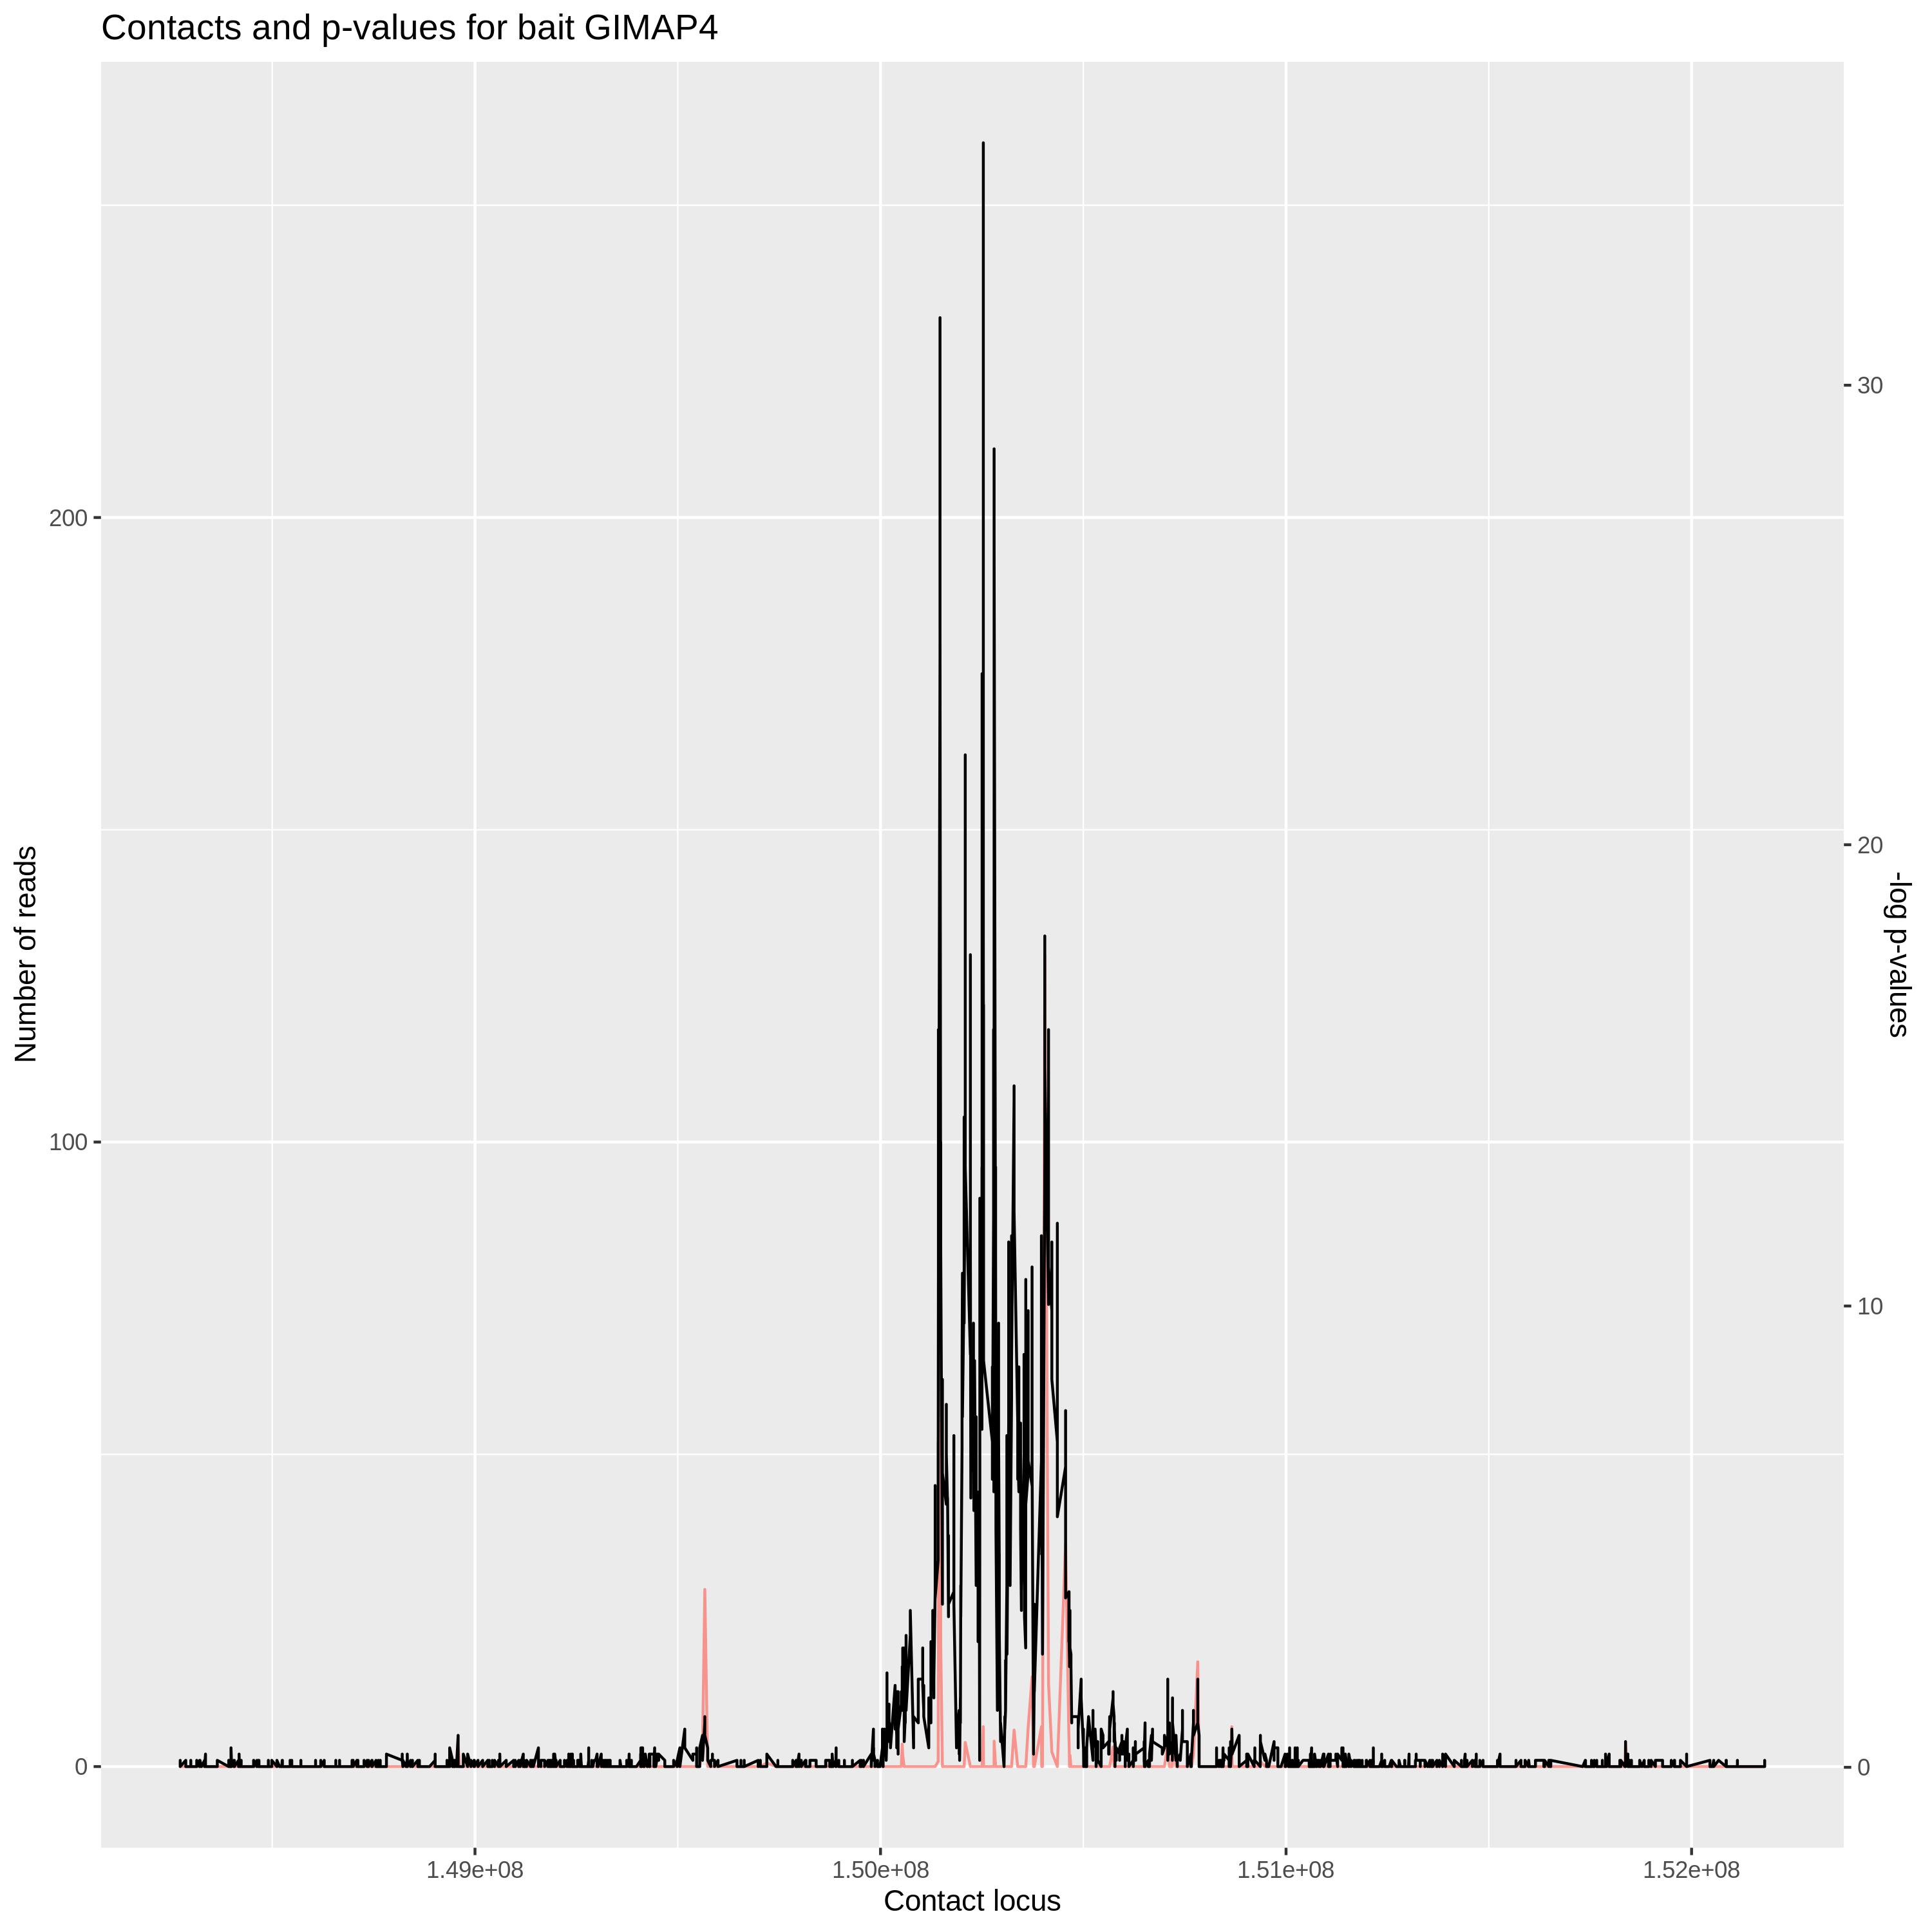 Contacts and p-values for bait GIMAP4
Number of reads
200
100
0
30
20
10
0
-log p-values
1.49e+08
1.50e+08
1.51e+08
1.52e+08
Contact locus